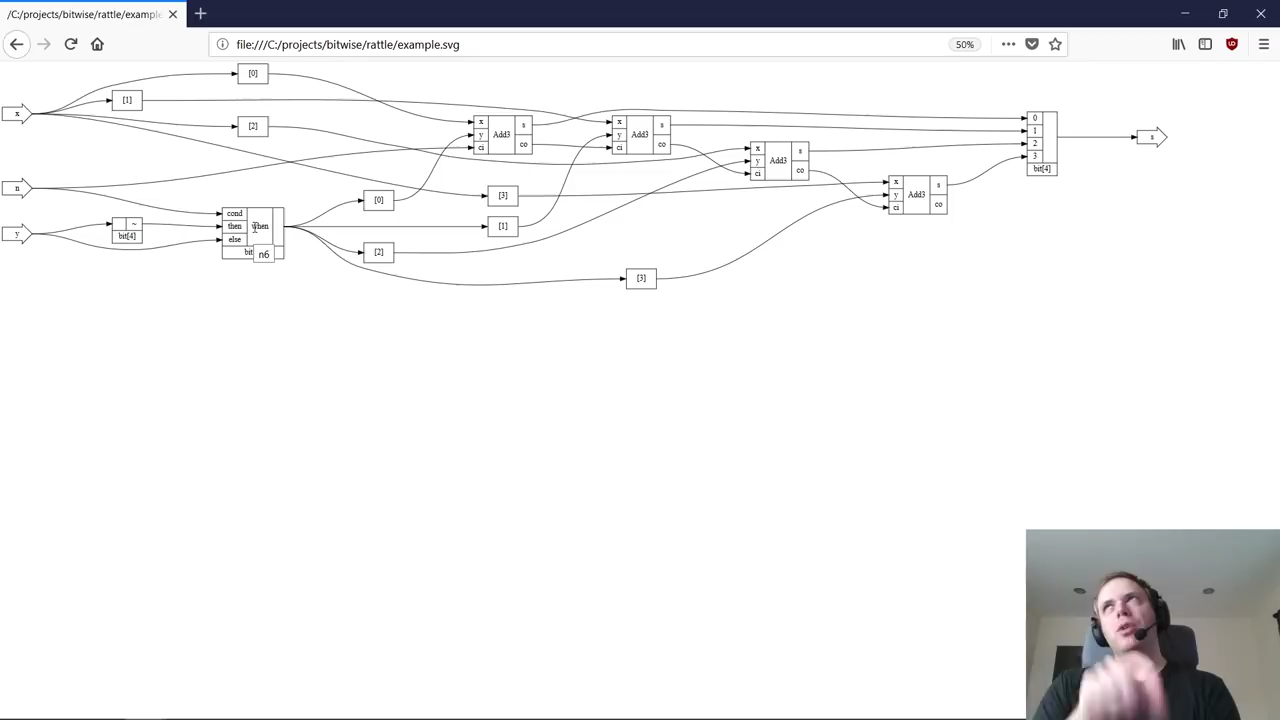 /C:/projects/bitwise/rattle/example
file:///C:/projects/bitwise/rattle/example.svg
50%
[0]
[1]
[2]
x
n
y
~
bit[4]
cond
then
else
when
bit
n6
[0]
[2]
x
y
ci
Add3
s
co
[3]
[1]
x
y
ci
Add3
s
co
[3]
x
y
ci
Add3
s
co
x
y
ci
Add3
s
co
0
1
2
3
bit[4]
s